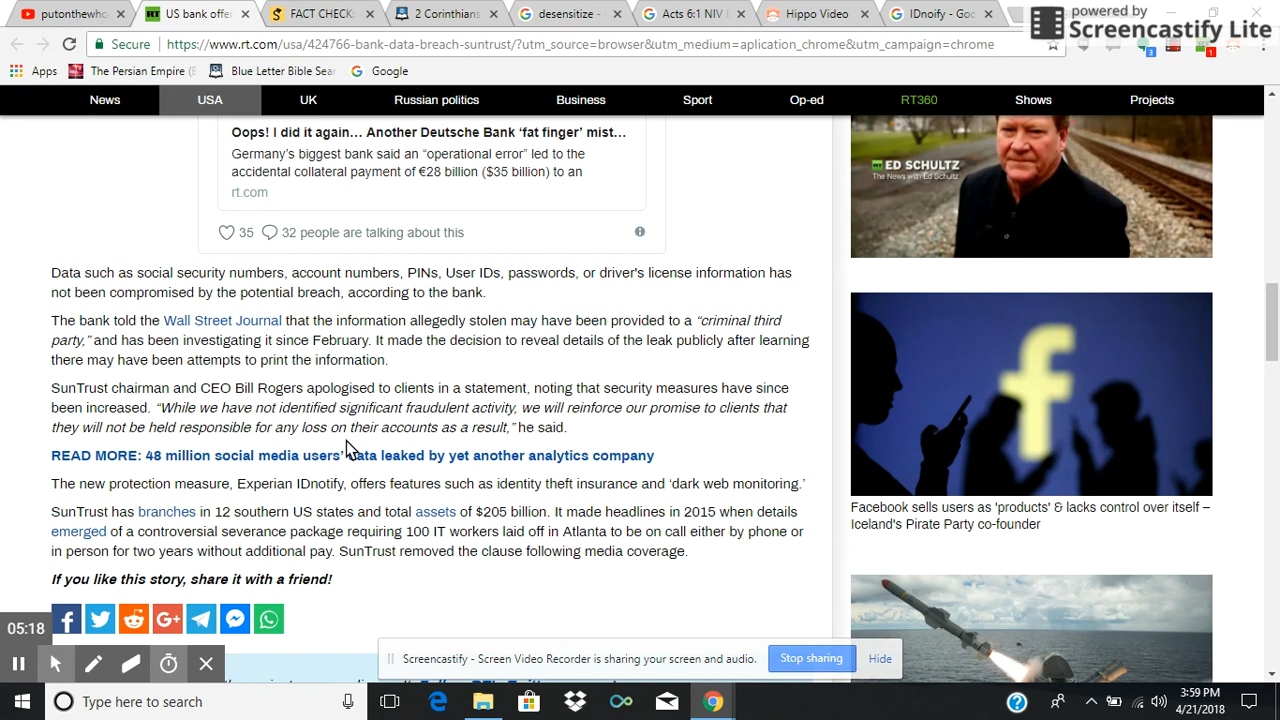 powered by
Screencastify Lite
putonthewho
US bank offe
FACT CHECK
2 Corinthian
desensitize -
Acts 6:1 NIV
Hippo Video
IDnoify - Goo
Secure
Apps
The Persian Empire (E
Blue Letter Bible Sea
Google
3
1
News
USA
UK
Russian politics
Business
Sport
Op-ed
RT360
Shows
Projects
Oops! I did it again… Another Deutsche Bank ‘fat finger’ mist…
Germany’s biggest bank said an “operational error” led to the
accidental collateral payment of €28 billion ($35 billion) to an
rt.com
35
32 people are talking about this
Data such as social security numbers, account numbers, PINs, User IDs, passwords, or driver's license information has
not been compromised by the potential breach, according to the bank.
The bank told the Wall Street Journal that the information allegedly stolen may have been provided to a “criminal third
party,” and has been investigating it since February. It made the decision to reveal details of the leak publicly after learning
there may have been attempts to print the information.
SunTrust chairman and CEO Bill Rogers apologised to clients in a statement, noting that security measures have since
been increased. “While we have not identified significant fraudulent activity, we will reinforce our promise to clients that
they will not be held responsible for any loss on their accounts as a result,” he said.
READ MORE: 48 million social media users’ data leaked by yet another analytics company
The new protection measure, Experian IDnotify, offers features such as identity theft insurance and ‘dark web monitoring.’
SunTrust has branches in 12 southern US states and total assets of $205 billion. It made headlines in 2015 when details
emerged of a controversial severance package requiring 100 IT workers laid off in Atlanta to be on call either by phone or
in person for two years without additional pay. SunTrust removed the clause following media coverage.
If you like this story, share it with a friend!
RT
ED SCHULTZ
The News with Ed Schultz
Facebook sells users as 'products' & lacks control over itself –
Iceland's Pirate Party co-founder
05:18
Screencastify - Screen Video Recorder is sharing your screen and audio.
Stop sharing
Hide
Type here to search
3:59 PM
4/21/2018